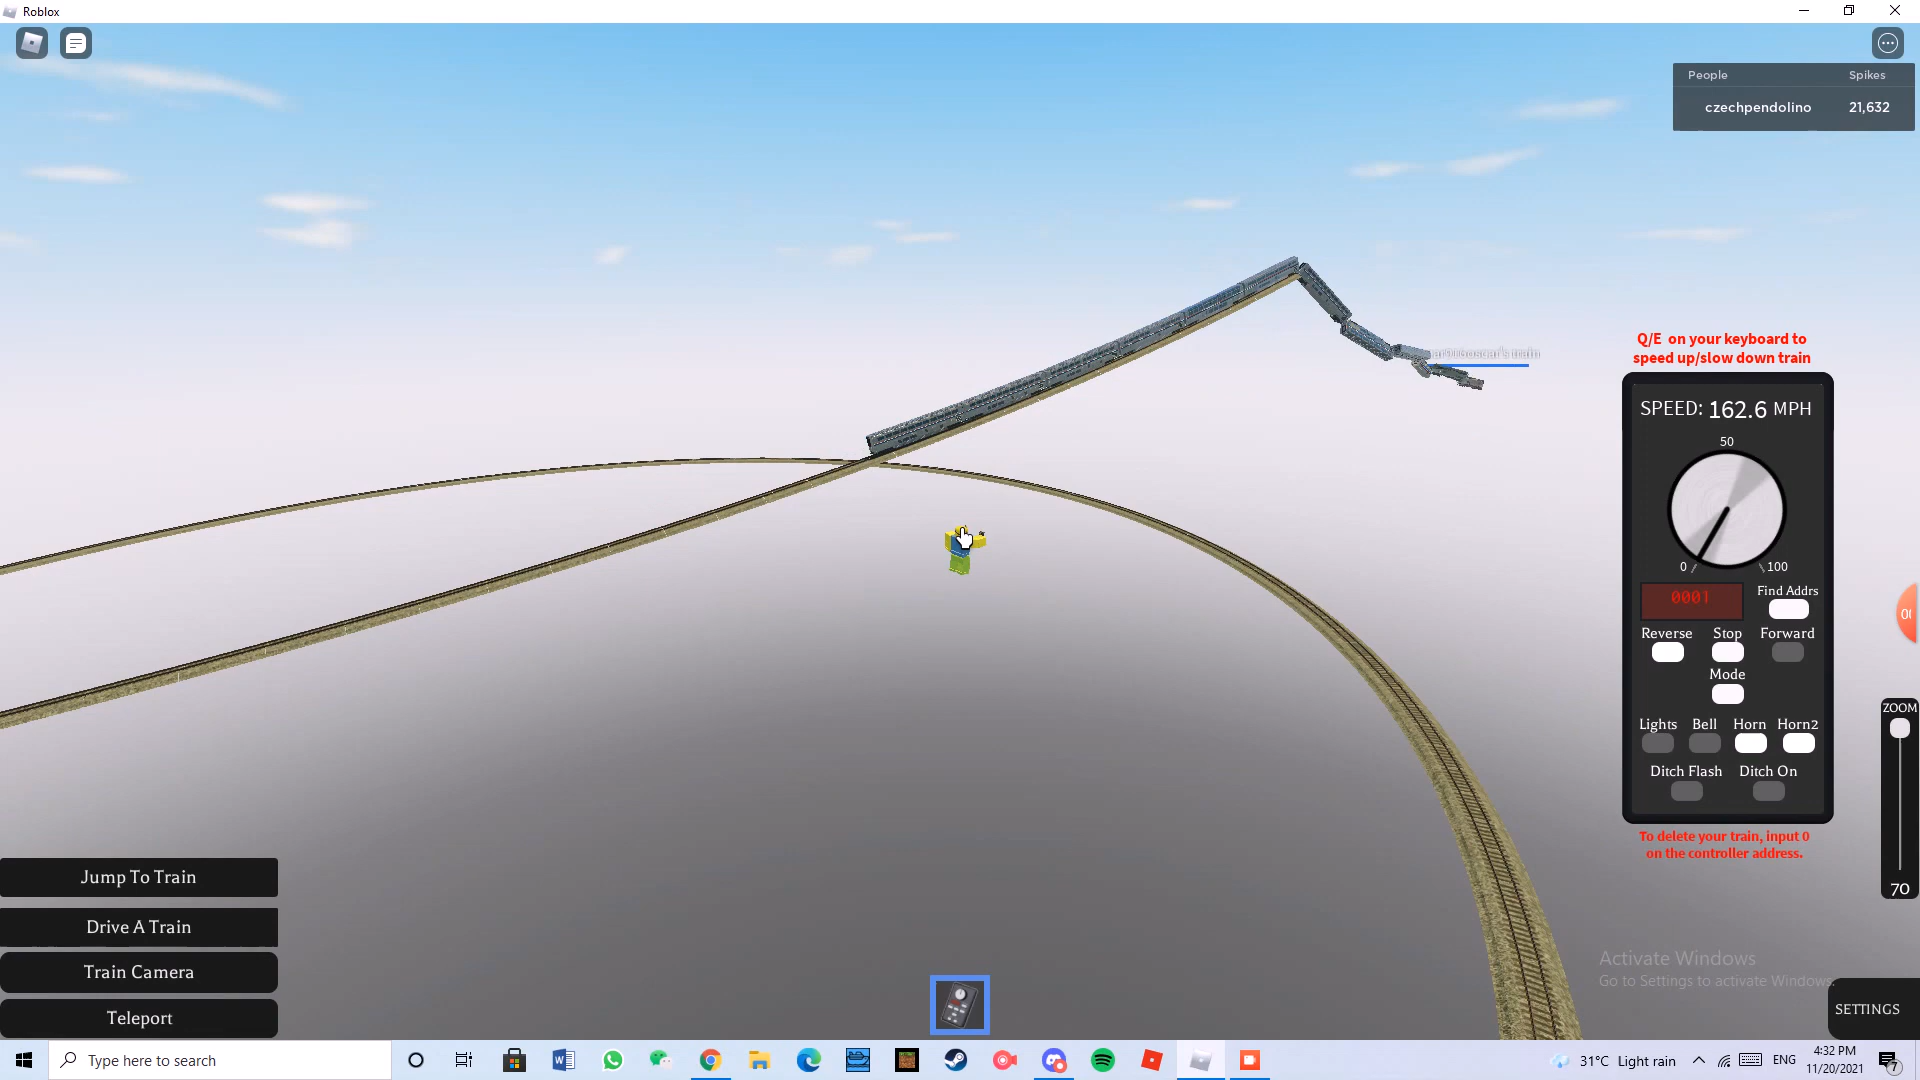 Roblox
People Spikes
czechpendolino 21,632
Q/E on your keyboard to
speed up/slow down train
SPEED: 162.6 MPH
50
0 100
0001
Find Addrs
Reverse Stop Forward
Mode
Lights Bell Horn Horn2
Ditch Flash Ditch On
To delete your train, input 0
on the controller address.
ZOOM
70
Jump To Train
Drive A Train
Train Camera
Teleport
Activate Windows
Go to Settings to activate Windows.
SETTINGS
Type here to search
31°C Light rain
ENG
4:32 PM
11/20/2021
7